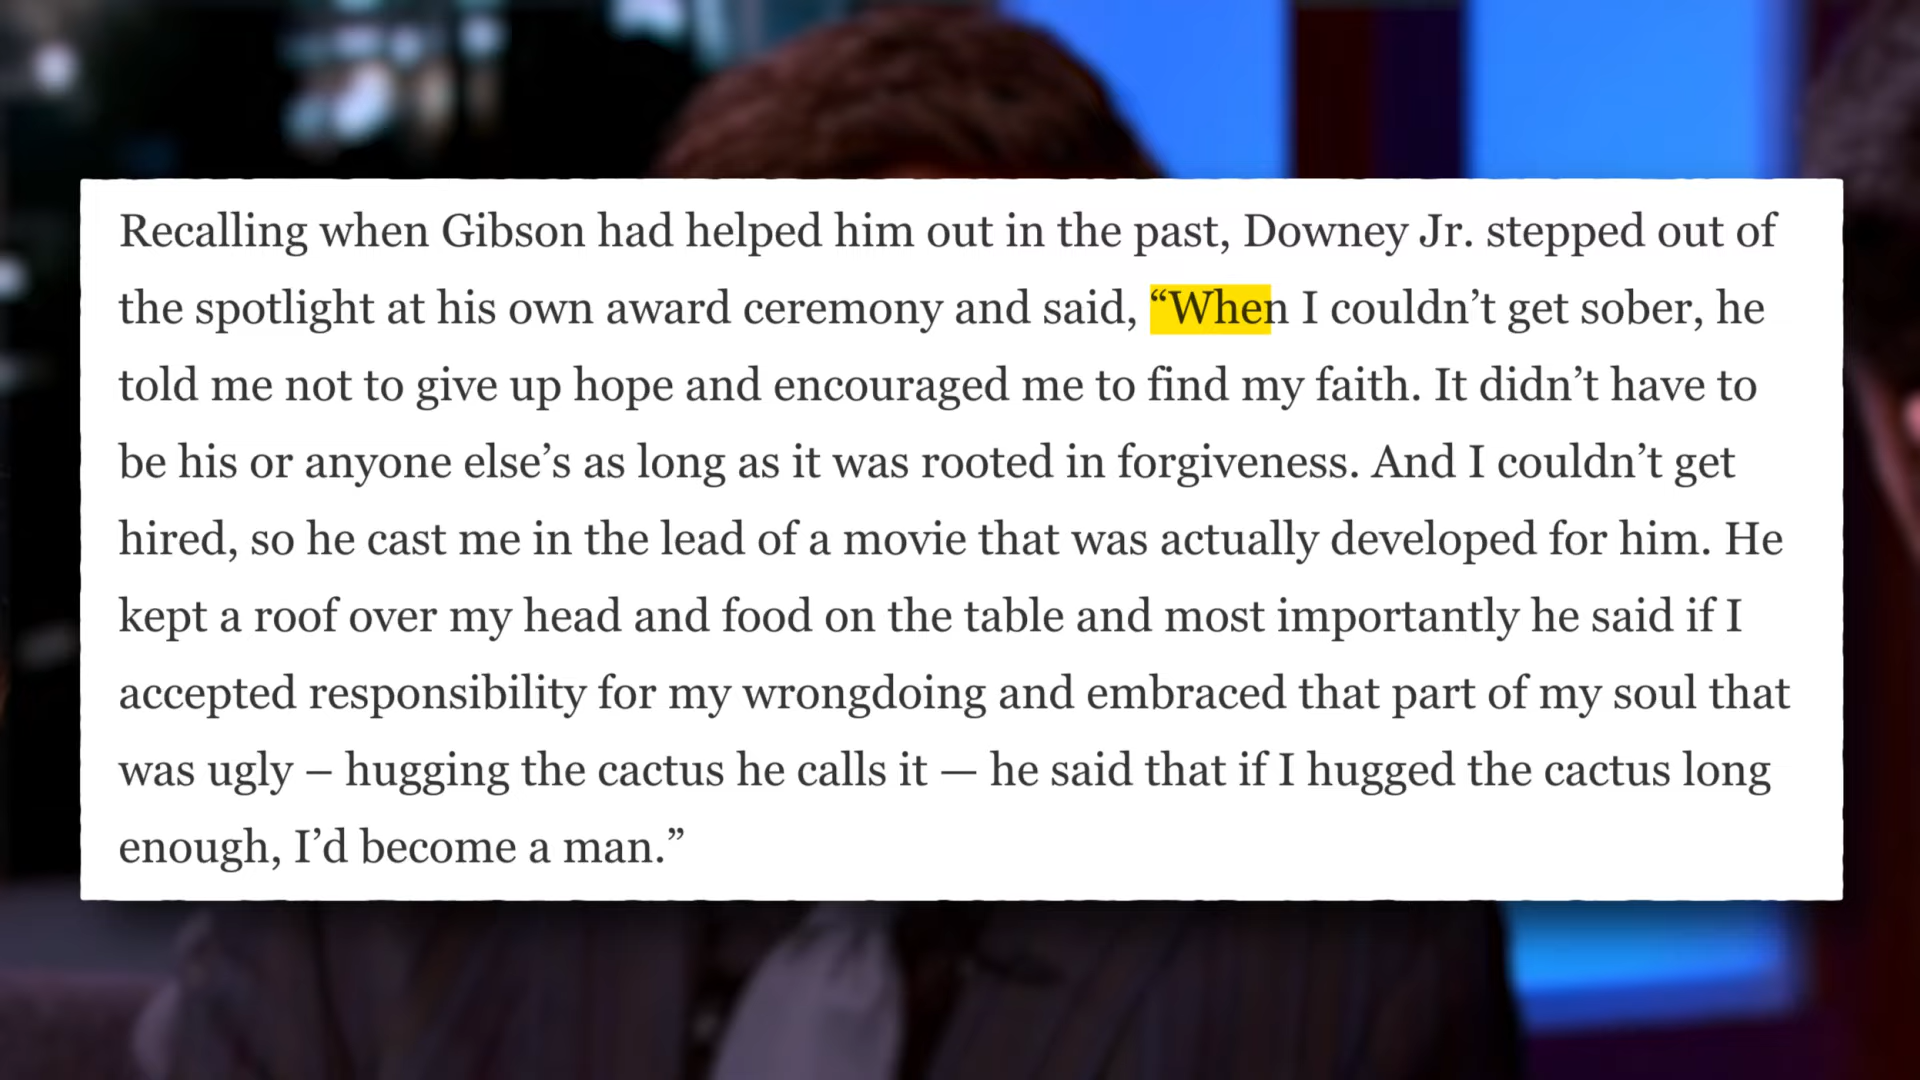 Recalling when Gibson had helped him out in the past, Downey Jr. stepped out of
the spotlight at his own award ceremony and said, “When I couldn’t get sober, he
told me not to give up hope and encouraged me to find my faith. It didn’t have to
be his or anyone else’s as long as it was rooted in forgiveness. And I couldn’t get
hired, so he cast me in the lead of a movie that was actually developed for him. He
kept a roof over my head and food on the table and most importantly he said if I
accepted responsibility for my wrongdoing and embraced that part of my soul that
was ugly – hugging the cactus he calls it — he said that if I hugged the cactus long
enough, I’d become a man.”